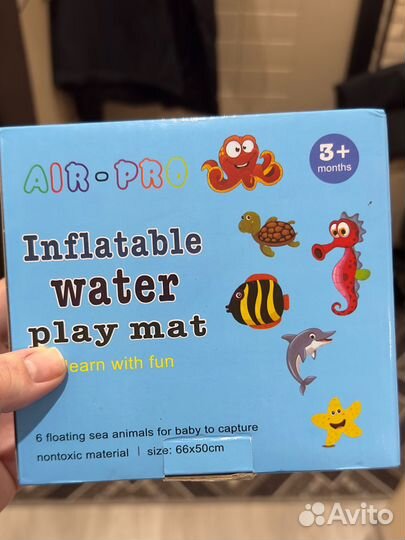 AIR-PRO
3+
months
Inflatable
water
play mat
learn with fun
6 floating sea animals for baby to capture
nontoxic material | size: 66x50cm
Avito